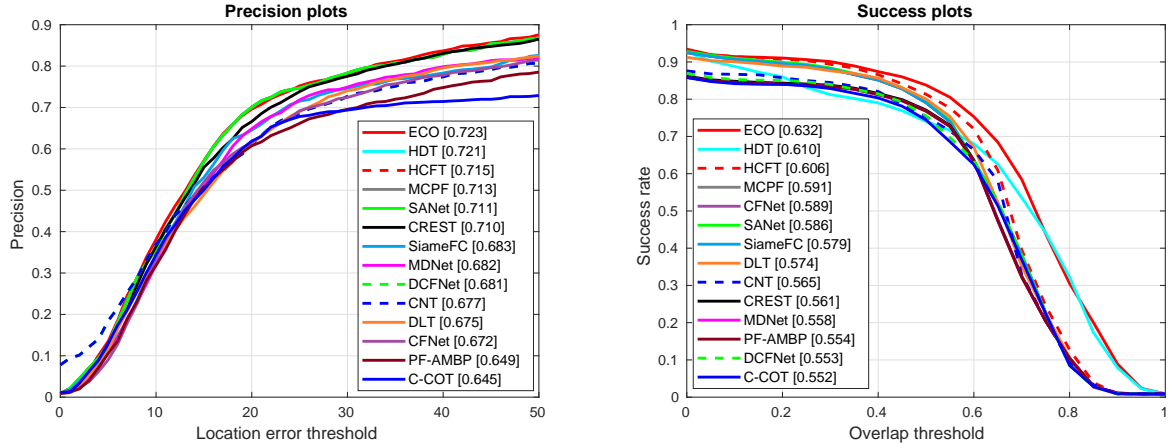 Precision plots
0.9
0.8
0.7
0.6
0.5
0.4
0.3
0.2
0.1
0
0 10 20 30 40 50
Precision
Location error threshold
ECO [0.723]
HDT [0.721]
HCFT [0.715]
MCPF [0.713]
SANet [0.711]
CREST [0.710]
SiameFC [0.683]
MDNet [0.682]
DCFNet [0.681]
CNT [0.677]
DLT [0.675]
CFNet [0.672]
PF-AMBP [0.649]
C-COT [0.645]
Success plots
1
0.9
0.8
0.7
0.6
0.5
0.4
0.3
0.2
0.1
0
0 0.2 0.4 0.6 0.8 1
Success rate
Overlap threshold
ECO [0.632]
HDT [0.610]
HCFT [0.606]
MCPF [0.591]
CFNet [0.589]
SANet [0.586]
SiameFC [0.579]
DLT [0.574]
CNT [0.565]
CREST [0.561]
MDNet [0.558]
PF-AMBP [0.554]
DCFNet [0.553]
C-COT [0.552]